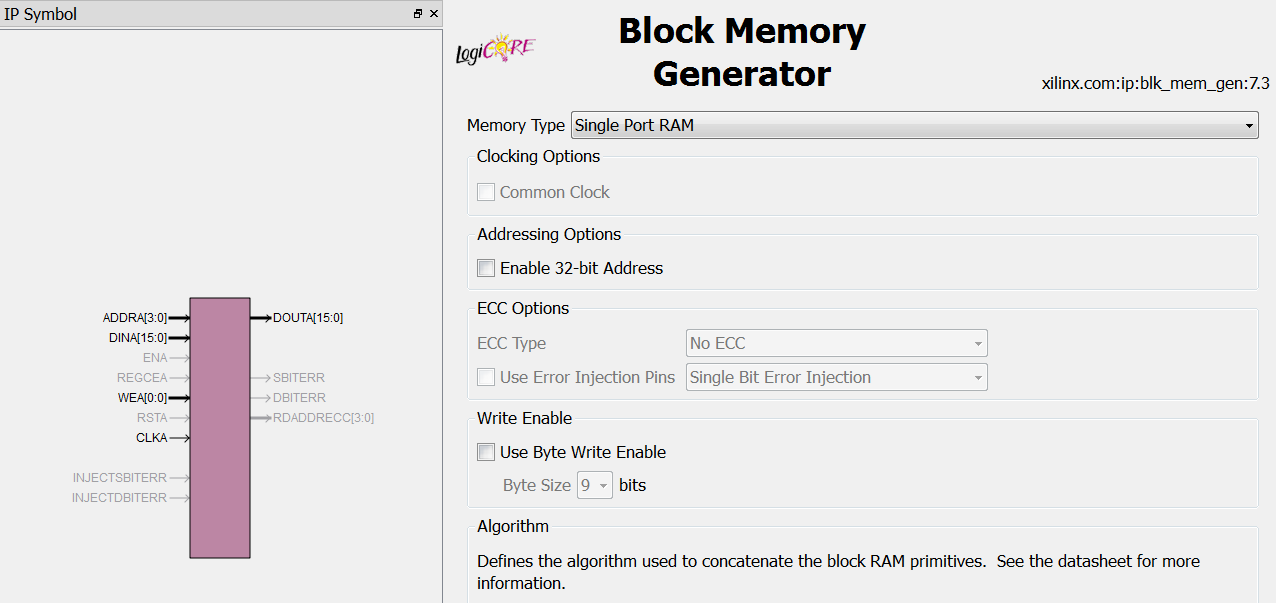 IP Symbol
ADDRA[3:0]
DOUTA[15:0]
DINA[15:0]
ENA
REGCEA
SBITERR
WEA[0:0]
DBITERR
RSTA
RDADDRECC[3:0]
CLKA
INJECTSBITERR
INJECTDBITERR
LogiCORE
Block Memory
Generator
xilinx.com:ip:blk_mem_gen:7.3
Memory Type Single Port RAM
Clocking Options
Common Clock
Addressing Options
Enable 32-bit Address
ECC Options
ECC Type No ECC
Use Error Injection Pins Single Bit Error Injection
Write Enable
Use Byte Write Enable
Byte Size 9 bits
Algorithm
Defines the algorithm used to concatenate the block RAM primitives. See the datasheet for more
information.